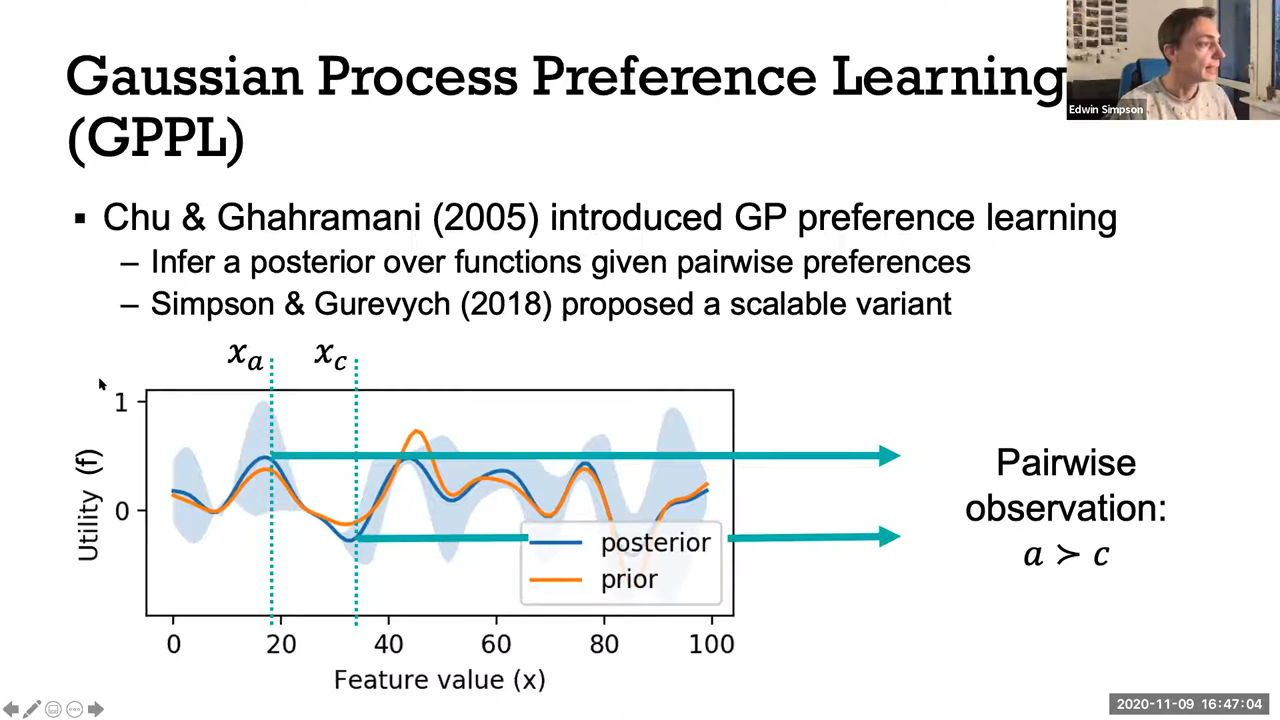 Gaussian Process Preference Learning
(GPPL)
Edwin Simpson
▪ Chu & Ghahramani (2005) introduced GP preference learning
– Infer a posterior over functions given pairwise preferences
– Simpson & Gurevych (2018) proposed a scalable variant
x_a x_c
1
0
Utility (f)
posterior
prior
0 20 40 60 80 100
Feature value (x)
Pairwise
observation:
a ≻ c
2020-11-09 16:47:04